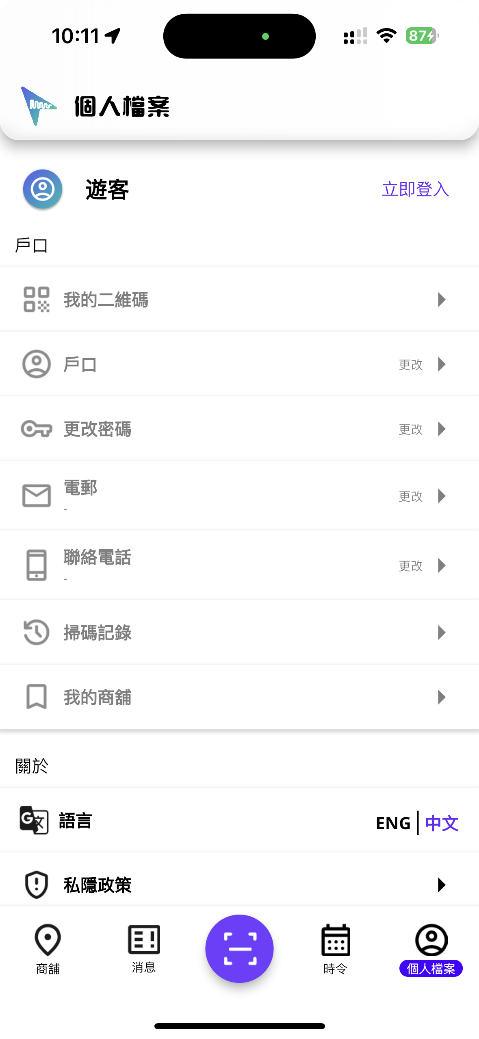 10:11
87
個人檔案
遊客
立即登入
戶口
我的二維碼
戶口
更改
更改密碼
更改
電郵
-
更改
聯絡電話
-
更改
掃碼記錄
我的商舖
關於
語言
ENG | 中文
私隱政策
商舖
消息
時令
個人檔案